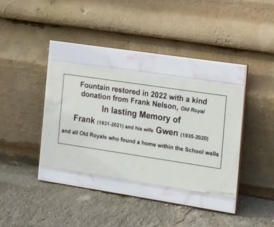 Fountain restored in 2022 with a kind
donation from Frank Nelson, Old Royal
In lasting Memory of
Frank (1931-2021) and his wife Gwen (1935-2020)
and all Old Royals who found a home within the School walls